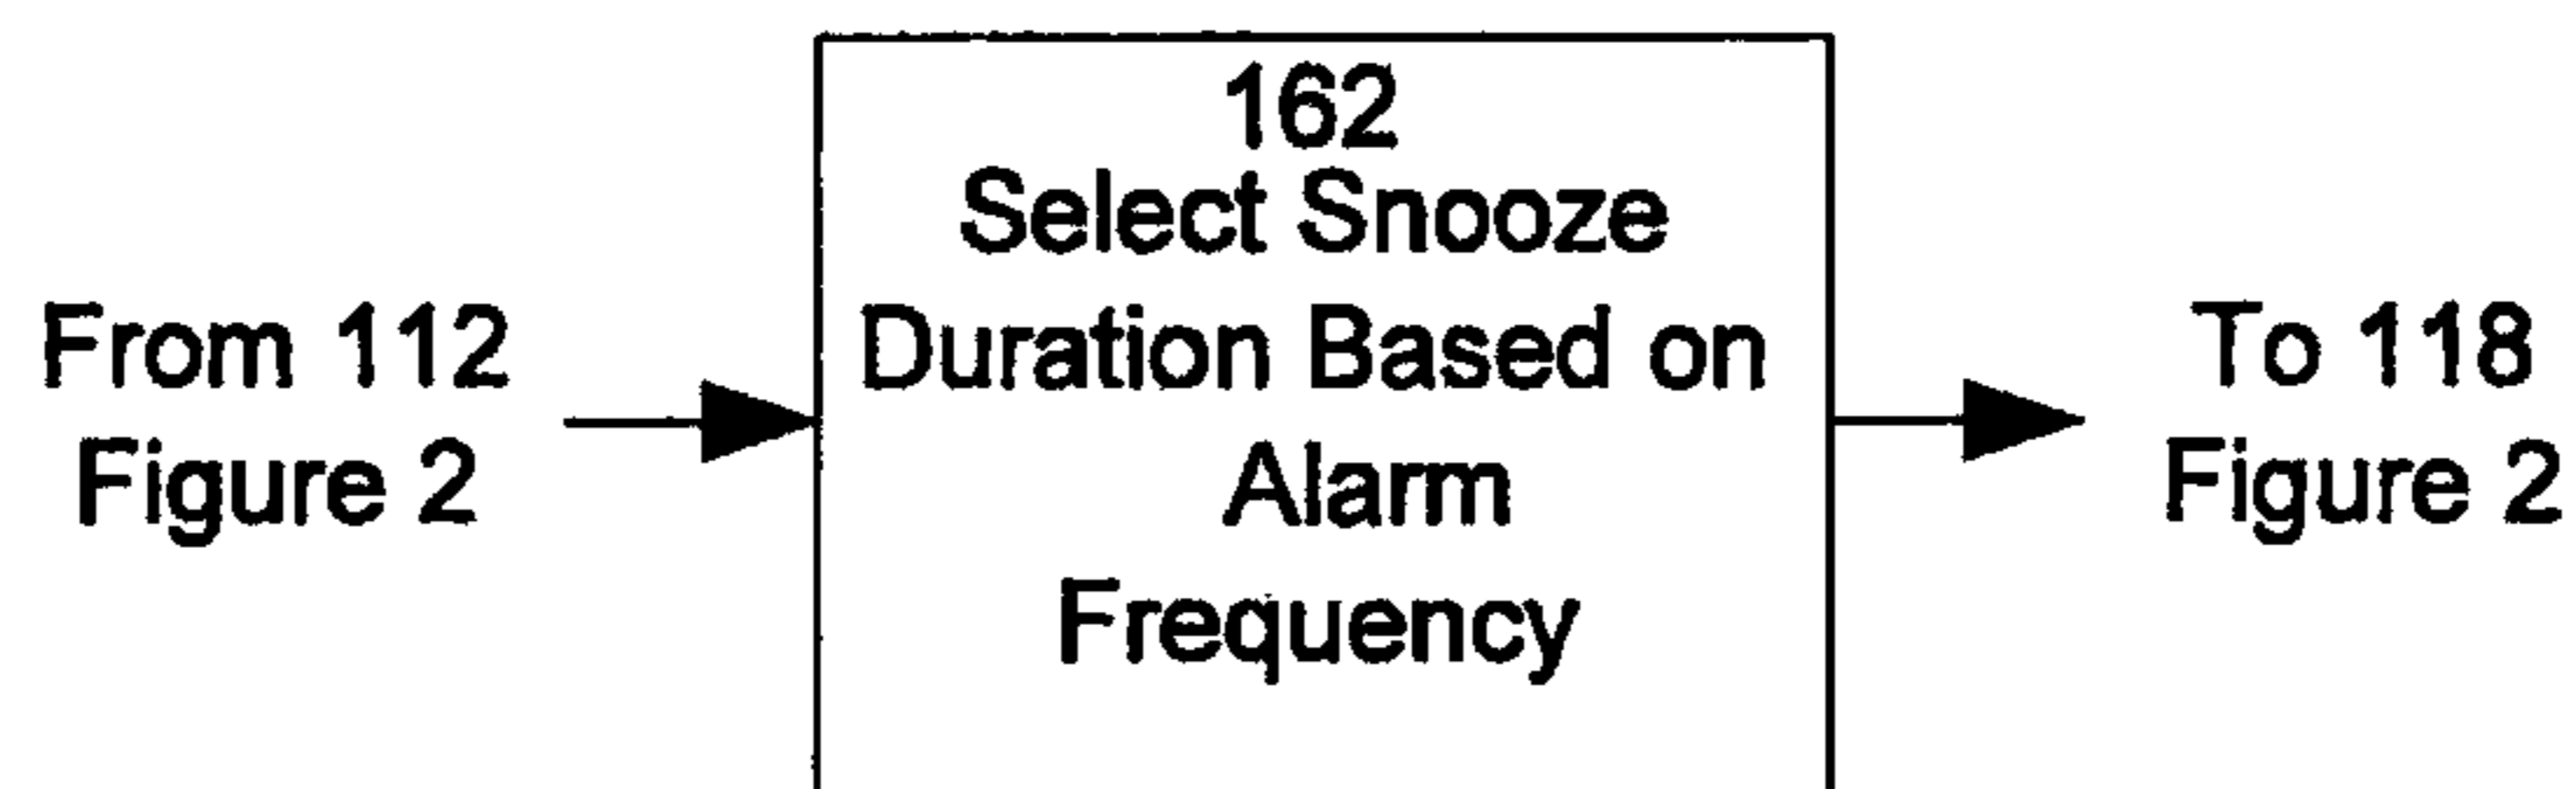 From 112
Figure 2
162
Select Snooze
Duration Based on
Alarm
Frequency
To 118
Figure 2